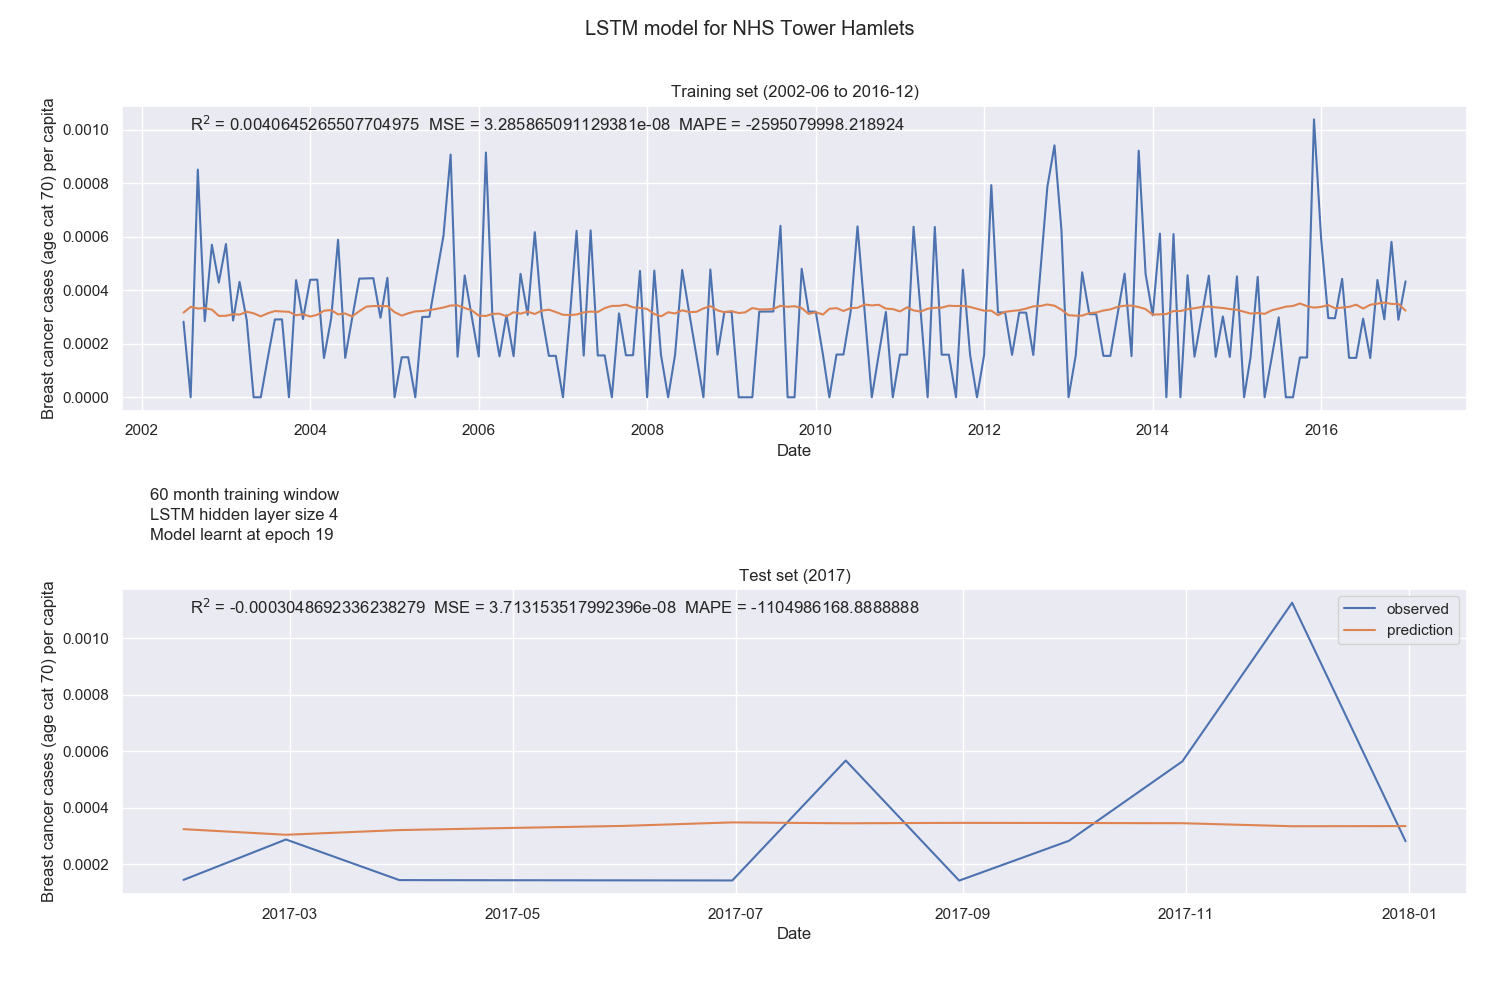 LSTM model for NHS Tower Hamlets
Training set (2002-06 to 2016-12)
R² = 0.0040645265507704975 MSE = 3.285865091129381e-08 MAPE = -2595079998.218924
Breast cancer cases (age cat 70) per capita
0.0010
0.0008
0.0006
0.0004
0.0002
0.0000
2002 2004 2006 2008 2010 2012 2014 2016
Date
60 month training window
LSTM hidden layer size 4
Model learnt at epoch 19
Test set (2017)
R² = -0.0003048692336238279 MSE = 3.713153517992396e-08 MAPE = -1104986168.8888888
observed
prediction
Breast cancer cases (age cat 70) per capita
0.0010
0.0008
0.0006
0.0004
0.0002
2017-03 2017-05 2017-07 2017-09 2017-11 2018-01
Date